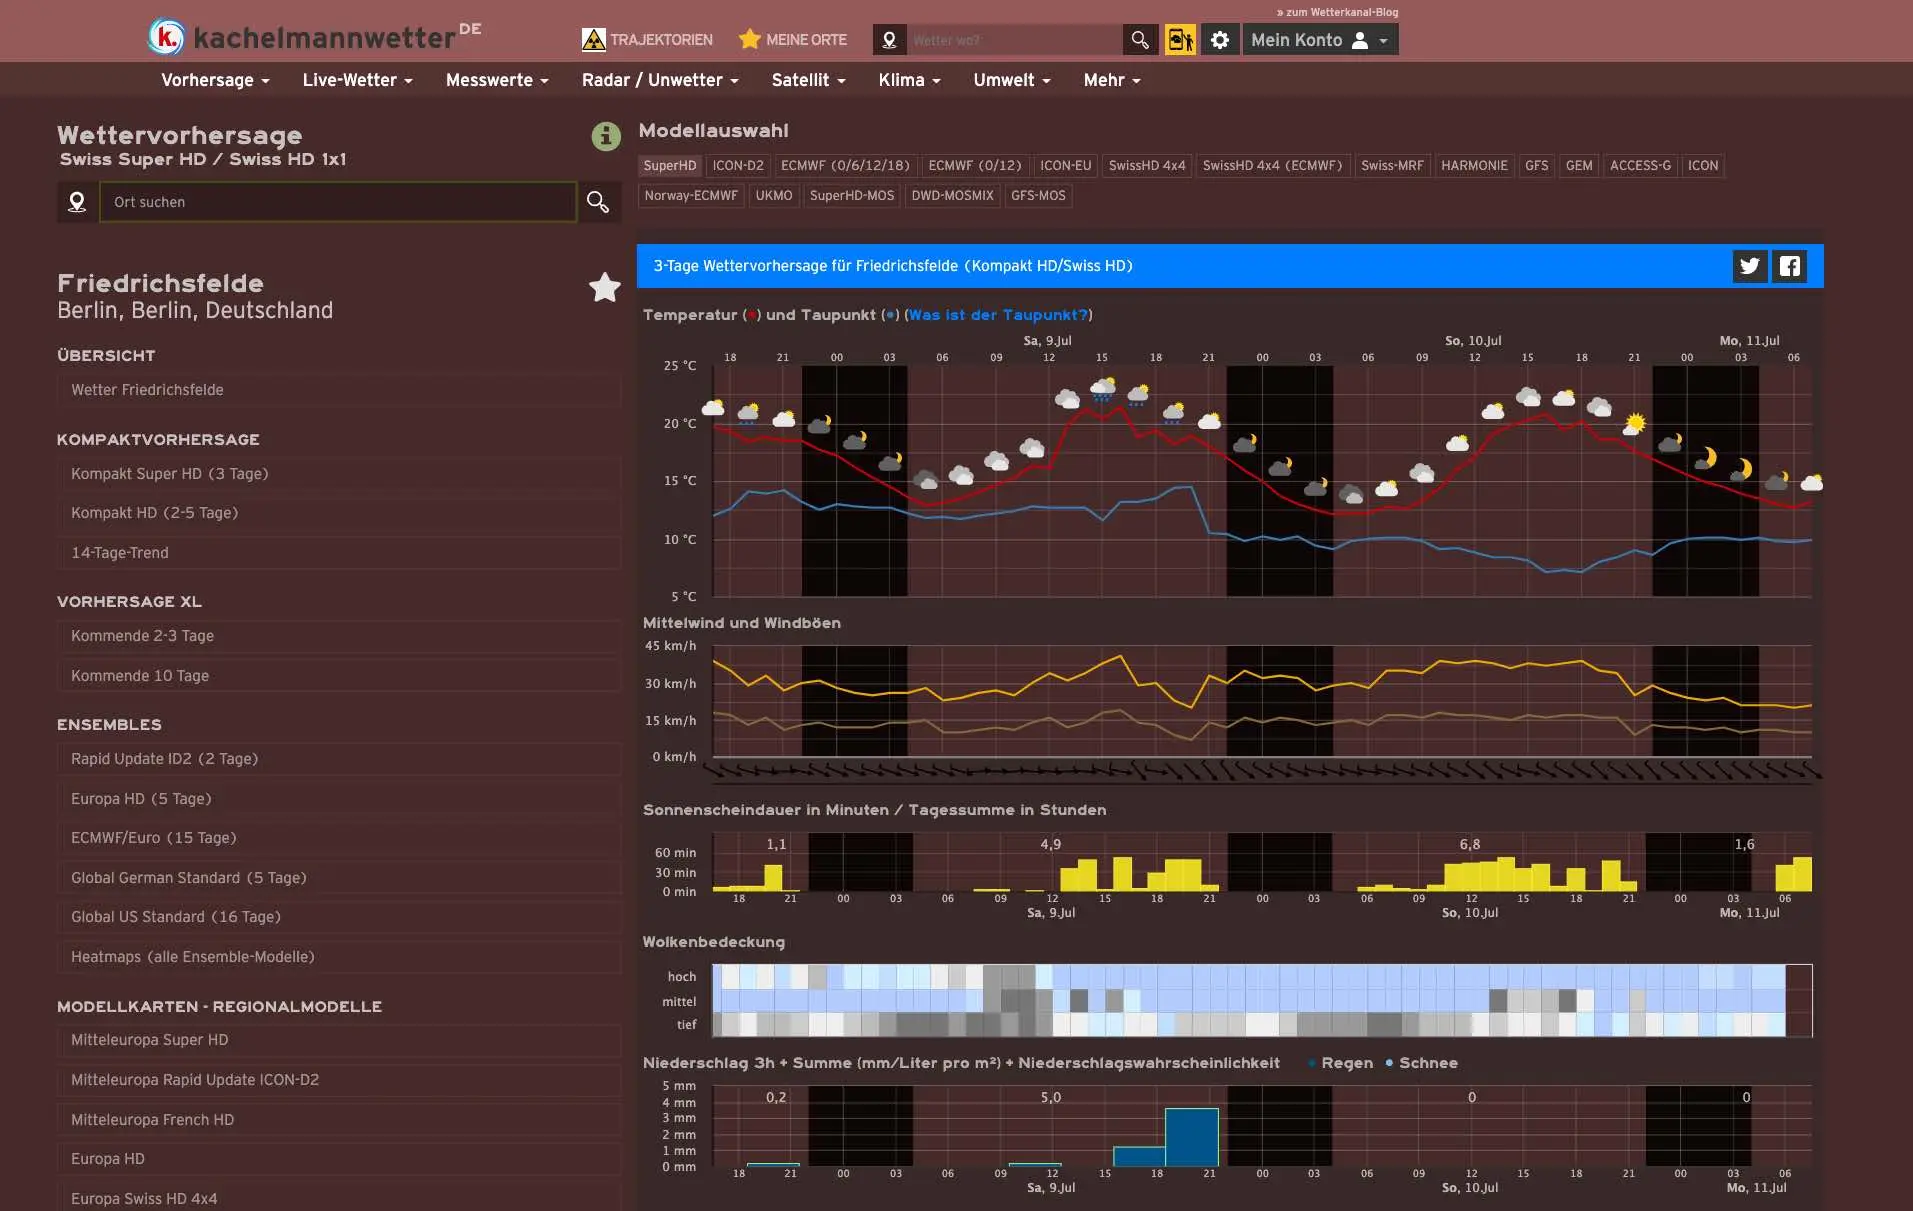 » zum Wetterkanal-Blog
k. kachelmannwetter DE
TRAJEKTORIEN MEINE ORTE Wetter wo? Mein Konto
Vorhersage Live-Wetter Messwerte Radar / Unwetter Satellit Klima Umwelt Mehr
Wettervorhersage
Swiss Super HD / Swiss HD 1x1
Ort suchen
Friedrichsfelde
Berlin, Berlin, Deutschland
ÜBERSICHT
Wetter Friedrichsfelde
KOMPAKTVORHERSAGE
Kompakt Super HD (3 Tage)
Kompakt HD (2-5 Tage)
14-Tage-Trend
VORHERSAGE XL
Kommende 2-3 Tage
Kommende 10 Tage
ENSEMBLES
Rapid Update ID2 (2 Tage)
Europa HD (5 Tage)
ECMWF/Euro (15 Tage)
Global German Standard (5 Tage)
Global US Standard (16 Tage)
Heatmaps (alle Ensemble-Modelle)
MODELLKARTEN - REGIONALMODELLE
Mitteleuropa Super HD
Mitteleuropa Rapid Update ICON-D2
Mitteleuropa French HD
Europa HD
Europa Swiss HD 4x4
Modellauswahl
SuperHD ICON-D2 ECMWF (0/6/12/18) ECMWF (0/12) ICON-EU SwissHD 4x4 SwissHD 4x4 (ECMWF) Swiss-MRF HARMONIE GFS GEM ACCESS-G ICON
Norway-ECMWF UKMO SuperHD-MOS DWD-MOSMIX GFS-MOS
3-Tage Wettervorhersage für Friedrichsfelde (Kompakt HD/Swiss HD)
Temperatur (•) und Taupunkt (•) (Was ist der Taupunkt?)
Sa, 9.Jul So, 10.Jul Mo, 11.Jul
18 21 00 03 06 09 12 15 18 21 00 03 06 09 12 15 18 21 00 03 06
25 °C
20 °C
15 °C
10 °C
5 °C
Mittelwind und Windböen
45 km/h
30 km/h
15 km/h
0 km/h
Sonnenscheindauer in Minuten / Tagessumme in Stunden
1,1 4,9 6,8 1,6
60 min
30 min
0 min
18 21 00 03 06 09 12 15 18 21 00 03 06 09 12 15 18 21 00 03 06
Sa, 9.Jul So, 10.Jul Mo, 11.Jul
Wolkenbedeckung
hoch
mittel
tief
Niederschlag 3h + Summe (mm/Liter pro m²) + Niederschlagswahrscheinlichkeit • Regen • Schnee
5 mm
0,2 5,0 0 0
4 mm
3 mm
2 mm
1 mm
0 mm
18 21 00 03 06 09 12 15 18 21 00 03 06 09 12 15 18 21 00 03 06
Sa, 9.Jul So, 10.Jul Mo, 11.Jul